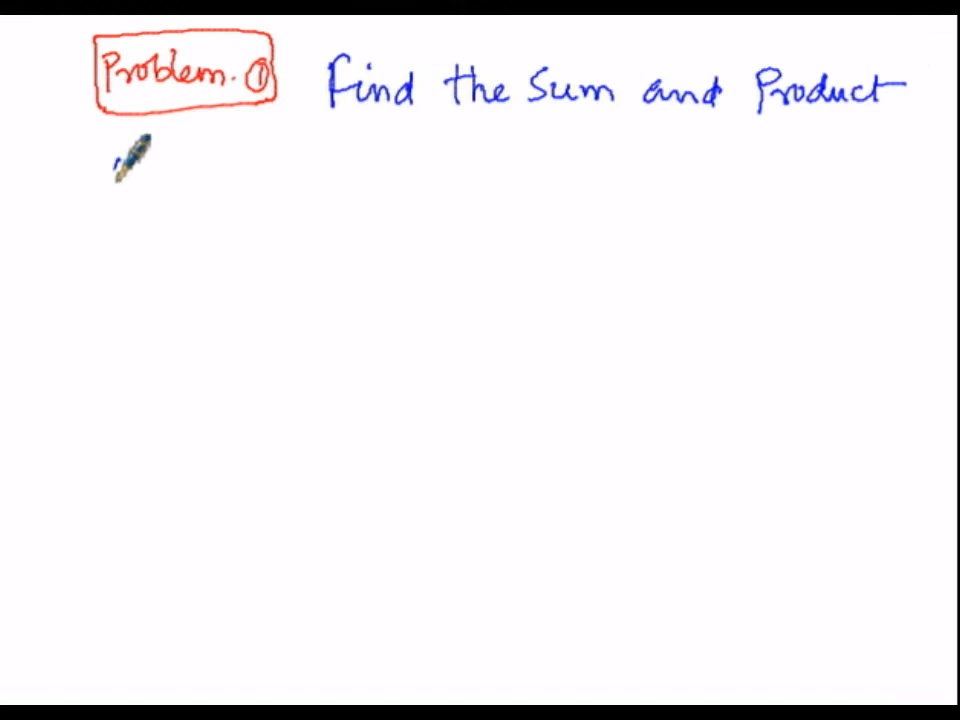 Problem. ① Find the Sum and Product